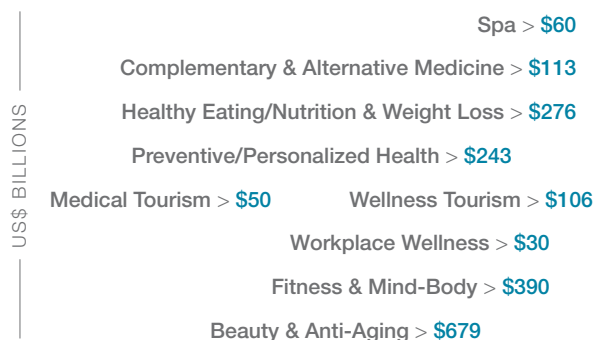 US$ BILLIONS
Spa > $60
Complementary & Alternative Medicine > $113
Healthy Eating/Nutrition & Weight Loss > $276
Preventive/Personalized Health > $243
Medical Tourism > $50 Wellness Tourism > $106
Workplace Wellness > $30
Fitness & Mind-Body > $390
Beauty & Anti-Aging > $679